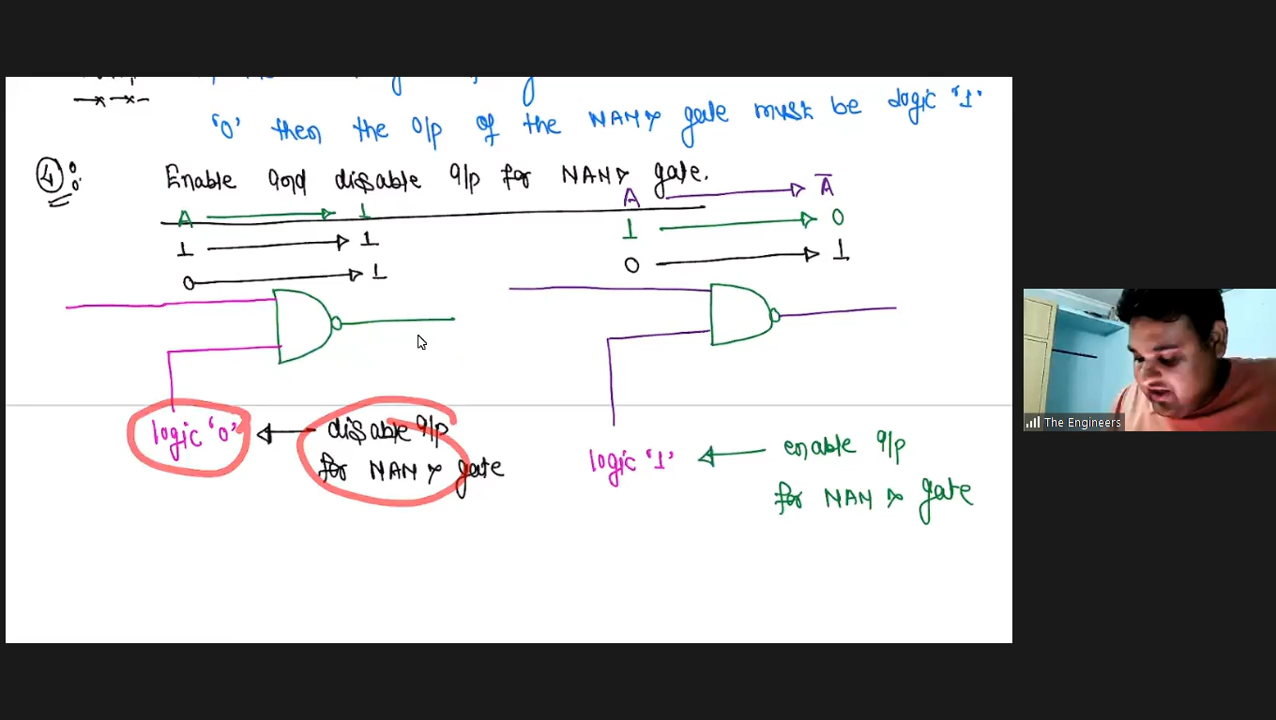 '0' then the O/p of the NAND gate must be logic '1'
④: Enable and disable i/p for NAND gate.
A → 1
1 → 1
0 → 1
A → A̅
1 → 0
0 → 1
logic '0' ← disable i/p
for NAND gate
logic '1' ← enable i/p
for NAND gate
The Engineers